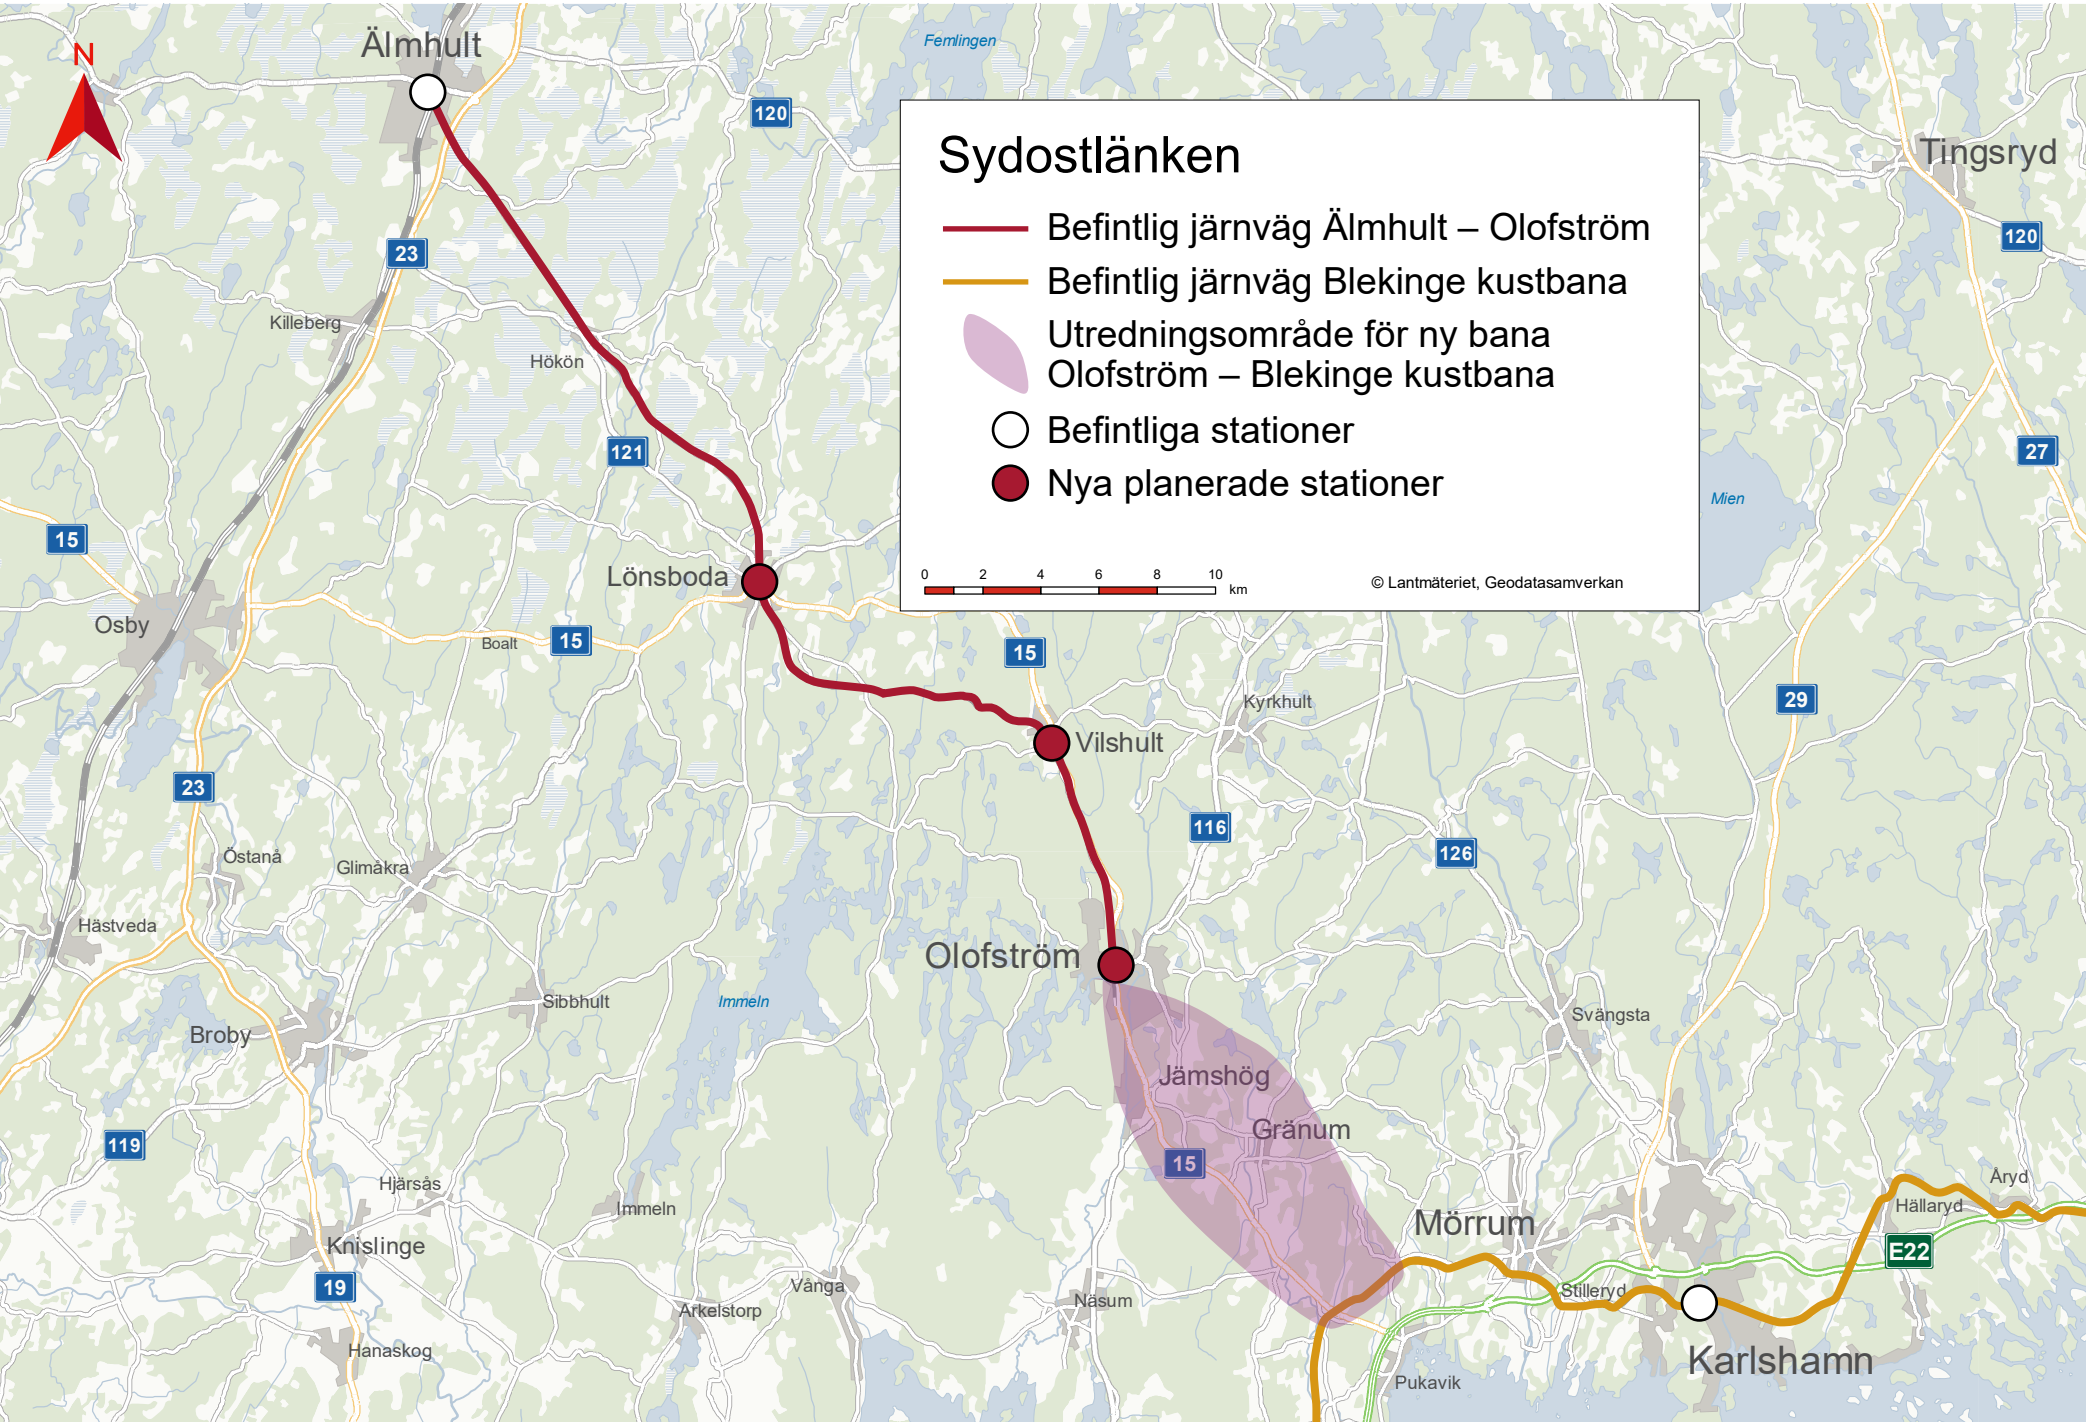 Älmhult
Femlingen
N
120
Sydostlänken
Tingsryd
Befintlig järnväg Älmhult – Olofström
120
23
Befintlig järnväg Blekinge kustbana
Killeberg
Utredningsområde för ny bana
Olofström – Blekinge kustbana
Hökön
Befintliga stationer
121
27
Nya planerade stationer
Mien
15
0 2 4 6 8 10
km
© Lantmäteriet, Geodatasamverkan
Lönsboda
Osby
Boalt
15
15
Kyrkhult
29
Vilshult
23
116
126
Östanå
Glimåkra
Hästveda
Olofström
Sibbhult
Immeln
Svängsta
Broby
Jämshög
Gränum
119
15
Hjärsås
Åryd
Immeln
Hällaryd
Mörrum
Knislinge
E22
19
Vånga
Stilleryd
Näsum
Arkelstorp
Hanaskog
Karlshamn
Pukavik